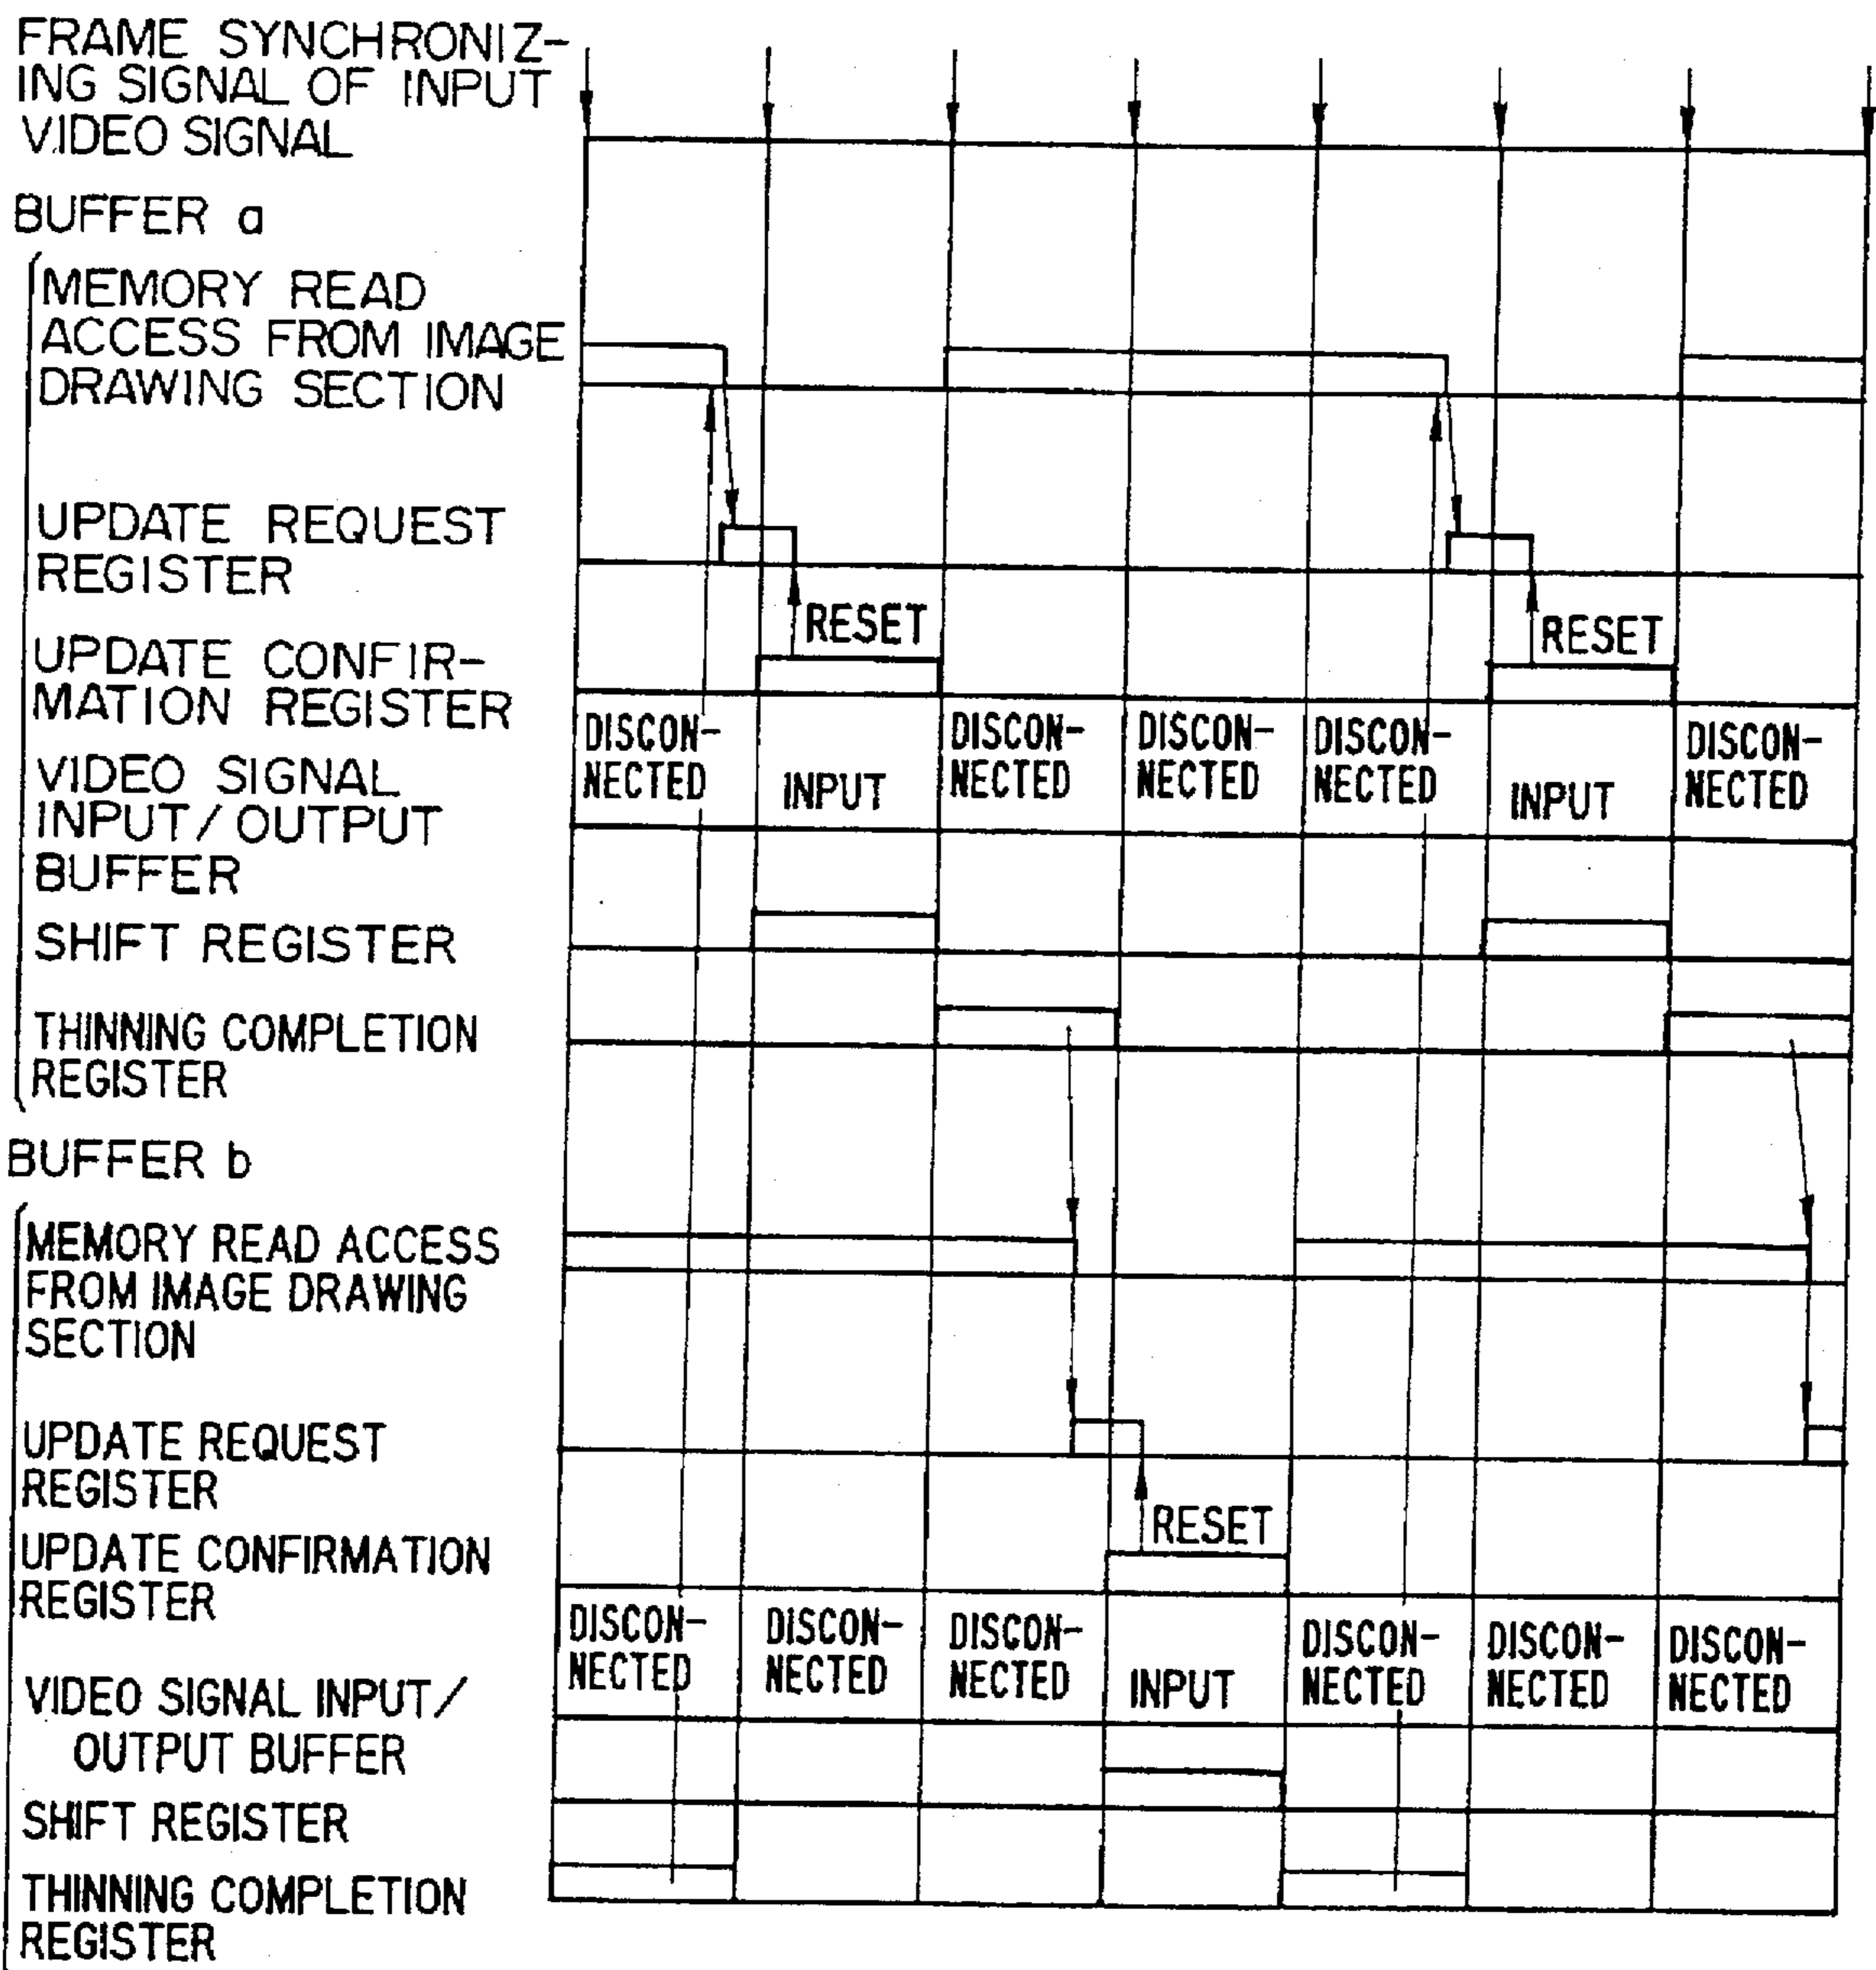 FRAME SYNCHRONIZ-
ING SIGNAL OF INPUT
VIDEO SIGNAL
BUFFER a
MEMORY READ
ACCESS FROM IMAGE
DRAWING SECTION
UPDATE REQUEST
REGISTER
RESET
RESET
UPDATE CONFIR-
MATION REGISTER
DISCON-
NECTED
INPUT
DISCON-
NECTED
DISCON-
NECTED
DISCON-
NECTED
INPUT
DISCON-
NECTED
VIDEO SIGNAL
INPUT/OUTPUT
BUFFER
SHIFT REGISTER
THINNING COMPLETION
REGISTER
BUFFER b
MEMORY READ ACCESS
FROM IMAGE DRAWING
SECTION
UPDATE REQUEST
REGISTER
RESET
UPDATE CONFIRMATION
REGISTER
DISCON-
NECTED
DISCON-
NECTED
DISCON-
NECTED
INPUT
DISCON-
NECTED
DISCON-
NECTED
DISCON-
NECTED
VIDEO SIGNAL INPUT/
OUTPUT BUFFER
SHIFT REGISTER
THINNING COMPLETION
REGISTER